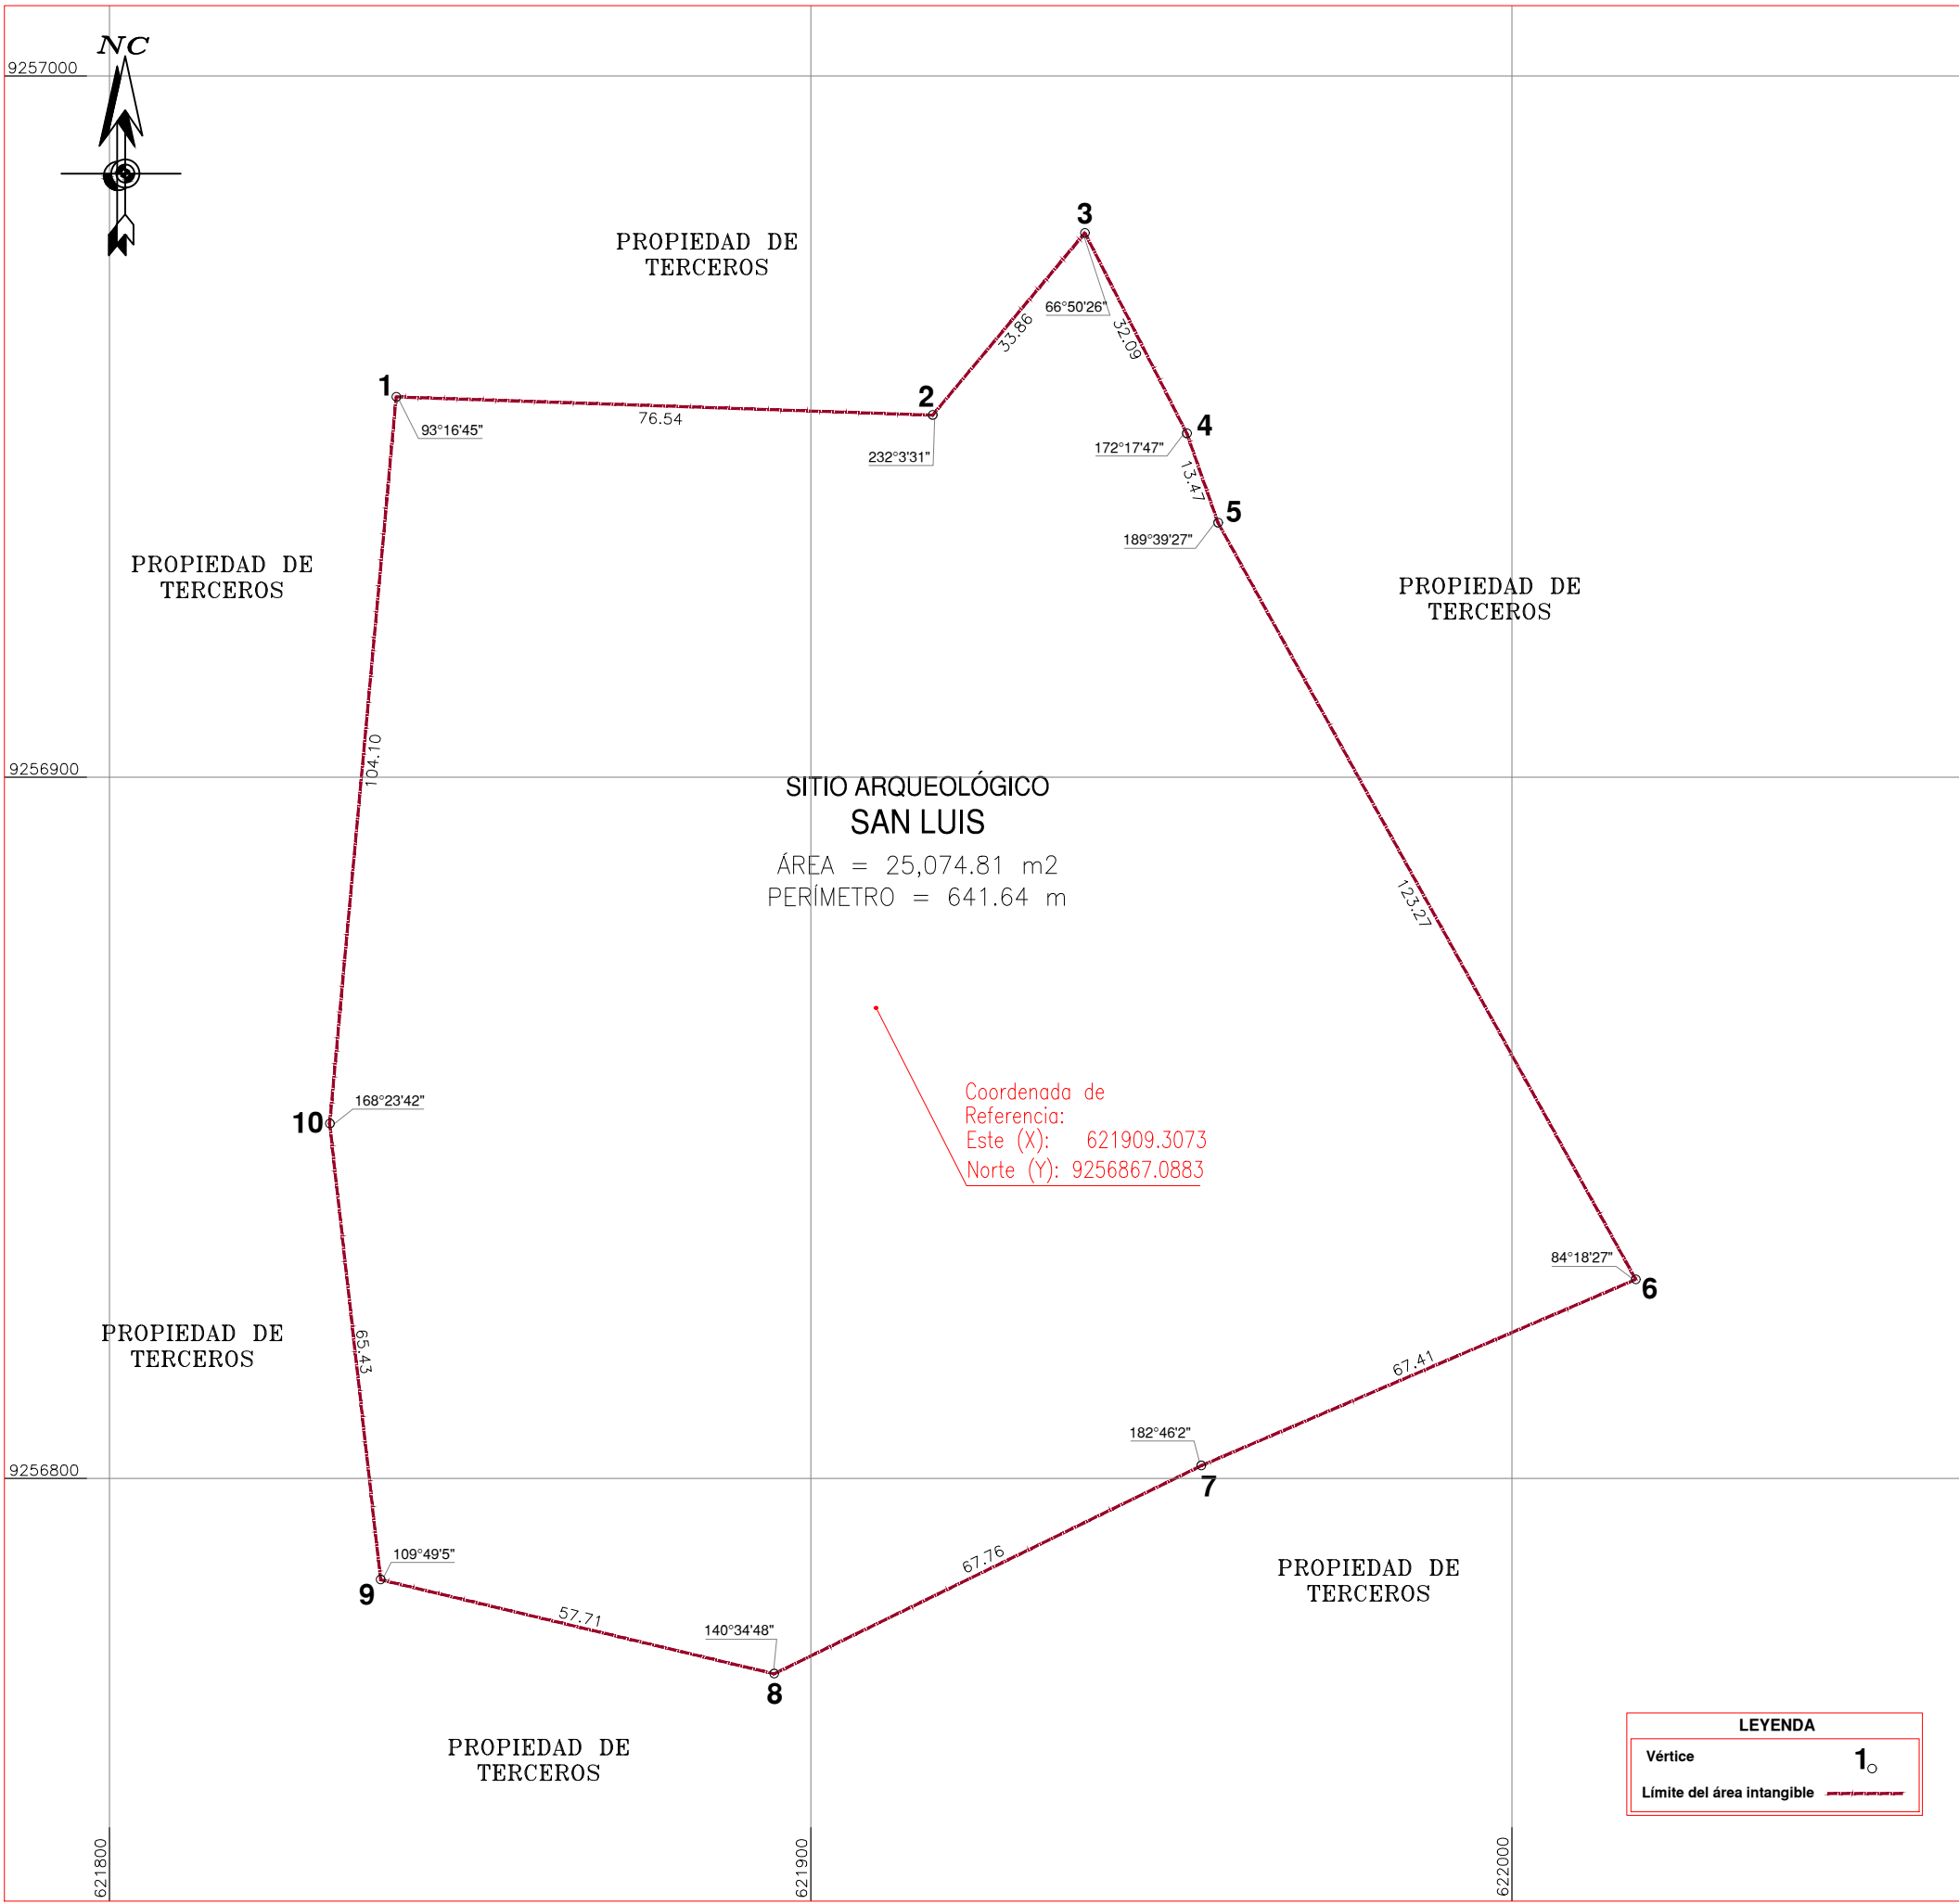 NC
9257000
3
PROPIEDAD DE
TERCEROS
66°50'26"
33.86
32.09
1
2
76.54
93°16'45"
4
172°17'47"
232°3'31"
13.47
5
189°39'27"
PROPIEDAD DE
TERCEROS
PROPIEDAD DE
TERCEROS
104.10
9256900
SITIO ARQUEOLÓGICO
SAN LUIS
ÁREA = 25,074.81 m2
PERÍMETRO = 641.64 m
123.27
Coordenada de
Referencia:
Este (X): 621909.3073
Norte (Y): 9256867.0883
10
168°23'42"
84°18'27"
6
PROPIEDAD DE
TERCEROS
65.43
67.41
182°46'2"
9256800
7
109°49'5"
9
67.76
PROPIEDAD DE
TERCEROS
57.71
140°34'48"
8
PROPIEDAD DE
TERCEROS
LEYENDA
Vértice 1
Límite del área intangible
621800
621900
622000